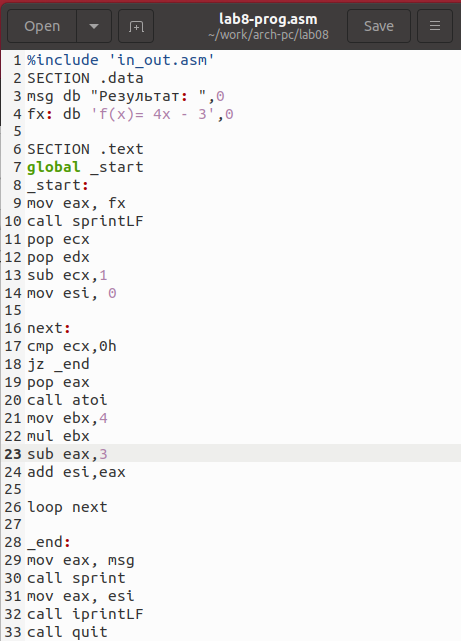 Open
lab8-prog.asm
~/work/arch-pc/lab08
Save
1 %include 'in_out.asm'
2 SECTION .data
3 msg db "Результат: ",0
4 fx: db 'f(x)= 4x - 3',0
5
6 SECTION .text
7 global _start
8 _start:
9 mov eax, fx
10 call sprintLF
11 pop ecx
12 pop edx
13 sub ecx,1
14 mov esi, 0
15
16 next:
17 cmp ecx,0h
18 jz _end
19 pop eax
20 call atoi
21 mov ebx,4
22 mul ebx
23 sub eax,3
24 add esi,eax
25
26 loop next
27
28 _end:
29 mov eax, msg
30 call sprint
31 mov eax, esi
32 call iprintLF
33 call quit